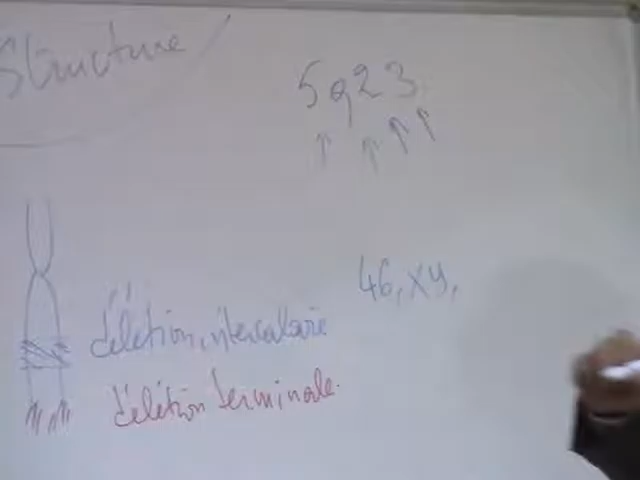 Structure
5q23
46,XY,
délétion intercalaire
délétion terminale.